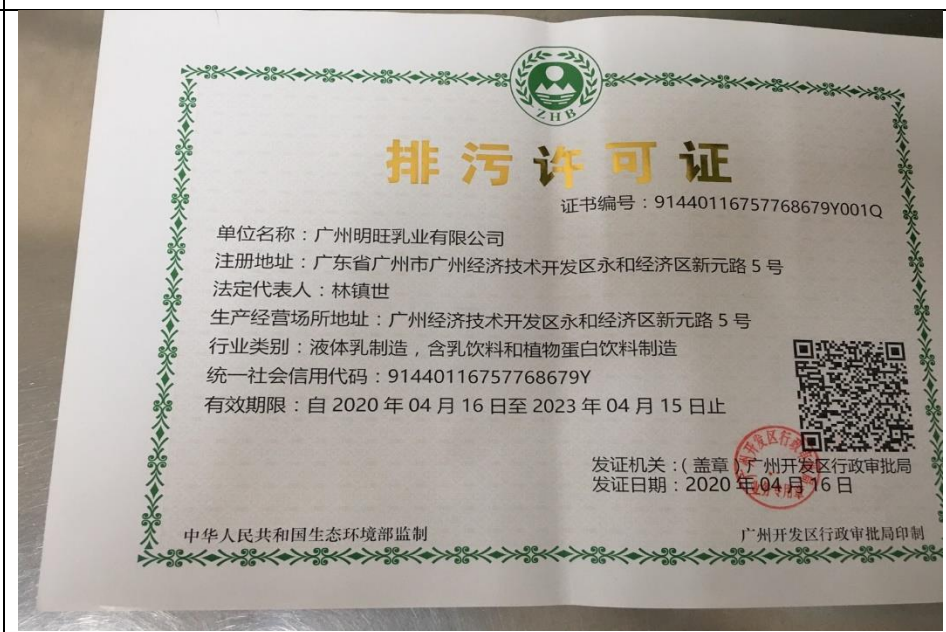 ZHB
排污许可证
证书编号：91440116757768679Y001Q
单位名称：广州明旺乳业有限公司
注册地址：广东省广州市广州经济技术开发区永和经济区新元路5号
法定代表人：林镇世
生产经营场所地址：广州经济技术开发区永和经济区新元路5号
行业类别：液体乳制造，含乳饮料和植物蛋白饮料制造
统一社会信用代码：91440116757768679Y
有效期限：自2020年04月16日至2023年04月15日止
发证机关：(盖章)广州开发区行政审批局
发证日期：2020年04月16日
中华人民共和国生态环境部监制
广州开发区行政审批局印制